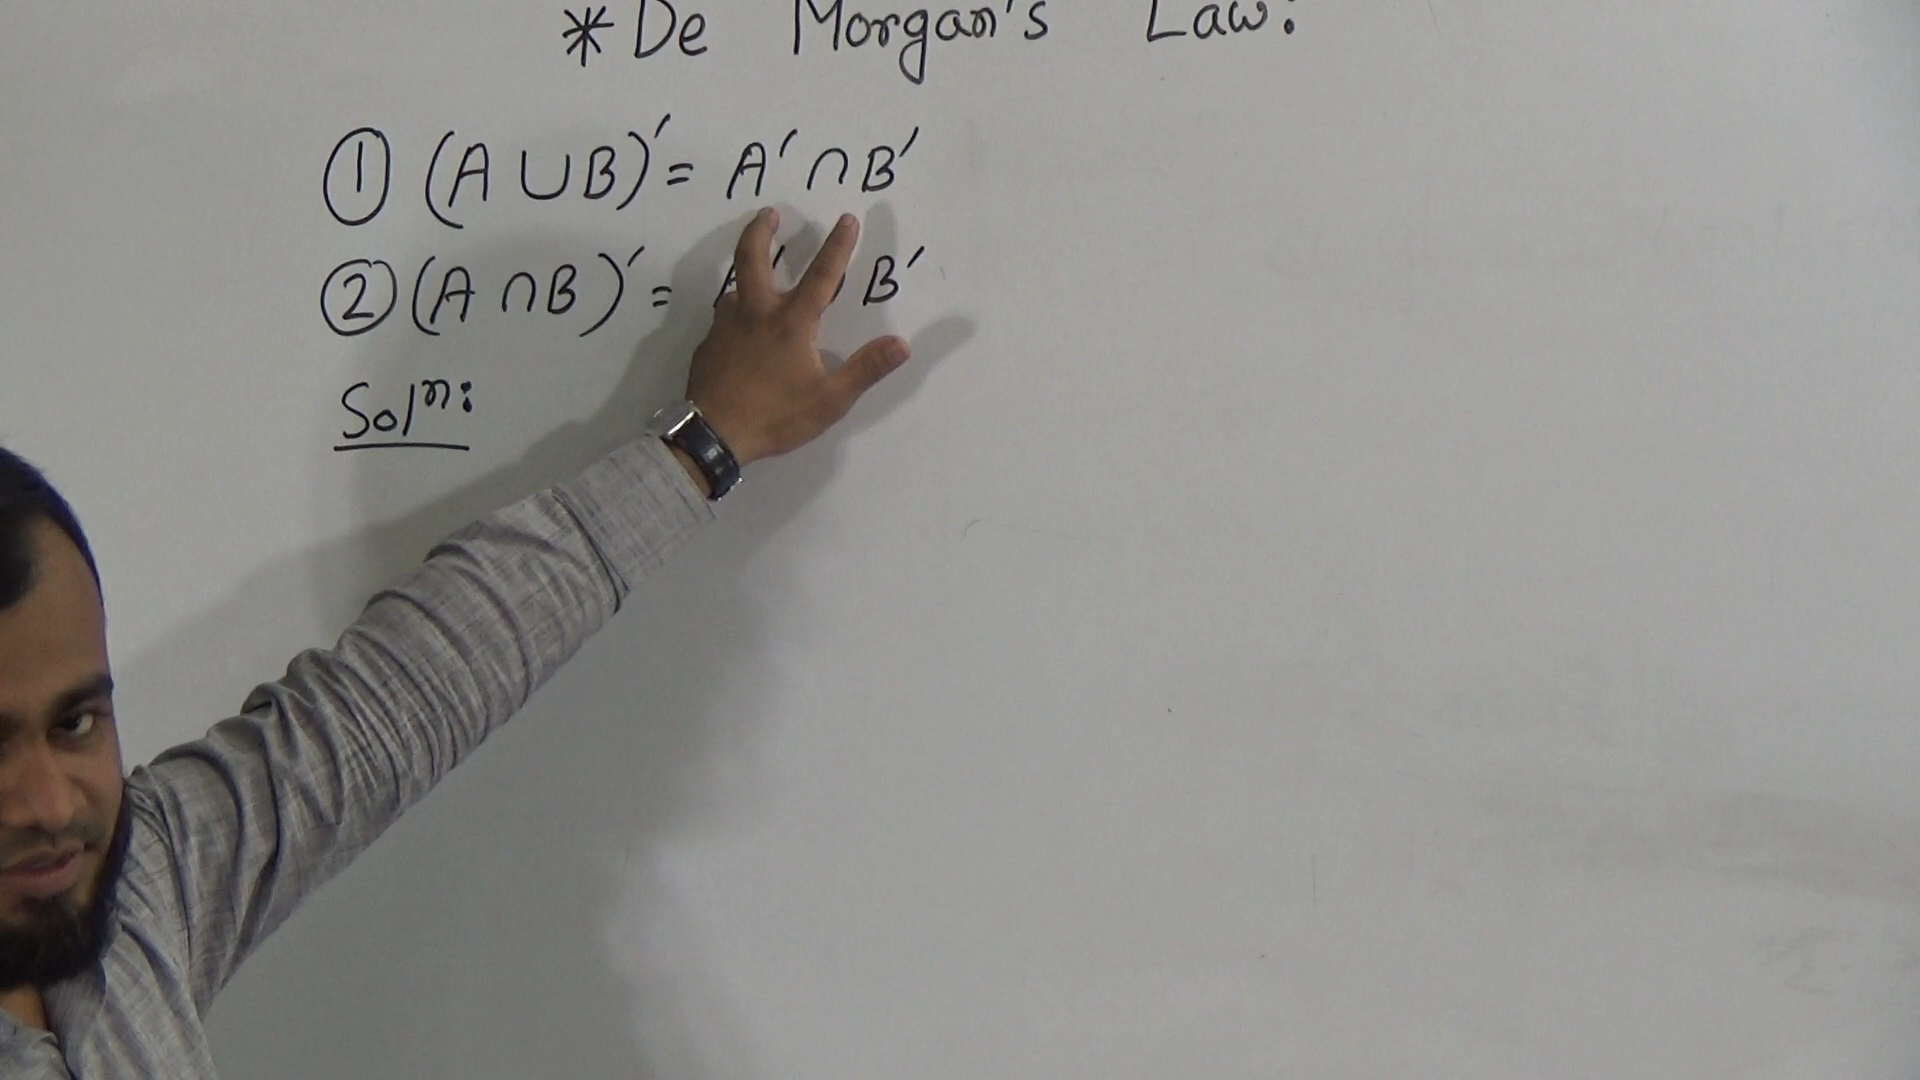 * De Morgan's Law:
① (A ∪ B)′ = A′ ∩ B′
② (A ∩ B)′ = A′ B′
Solⁿ: